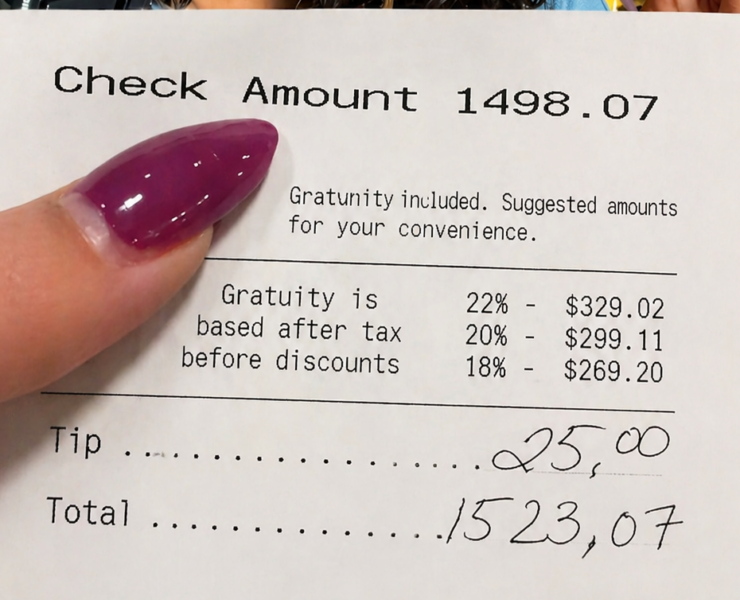 Check Amount 1498.07
Gratunity included. Suggested amounts
for your convenience.
Gratuity is 22% - $329.02
based after tax 20% - $299.11
before discounts 18% - $269.20
Tip .................. 25,00
Total ............... 1523,07